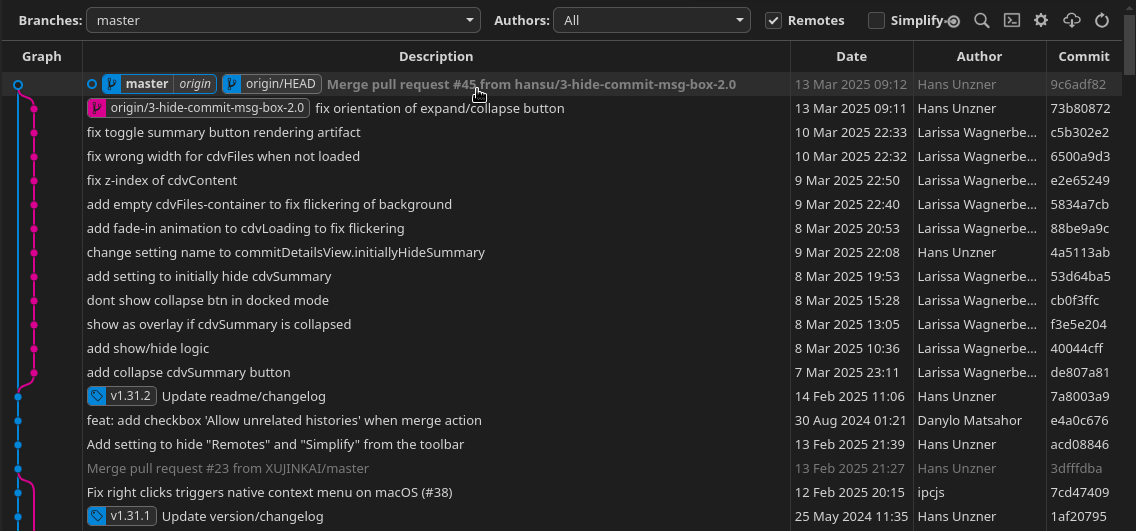 Branches: master Authors: All Remotes Simplify
Graph Description Date Author Commit
master origin origin/HEAD Merge pull request #45 from hansu/3-hide-commit-msg-box-2.0 13 Mar 2025 09:12 Hans Unzner 9c6adf82
origin/3-hide-commit-msg-box-2.0 fix orientation of expand/collapse button 13 Mar 2025 09:11 Hans Unzner 73b80872
fix toggle summary button rendering artifact 10 Mar 2025 22:33 Larissa Wagnerbe... c5b302e2
fix wrong width for cdvFiles when not loaded 10 Mar 2025 22:32 Larissa Wagnerbe... 6500a9d3
fix z-index of cdvContent 9 Mar 2025 22:50 Larissa Wagnerbe... e2e65249
add empty cdvFiles-container to fix flickering of background 9 Mar 2025 22:40 Larissa Wagnerbe... 5834a7cb
add fade-in animation to cdvLoading to fix flickering 8 Mar 2025 20:53 Larissa Wagnerbe... 88be9a9c
change setting name to commitDetailsView.initiallyHideSummary 9 Mar 2025 22:08 Hans Unzner 4a5113ab
add setting to initially hide cdvSummary 8 Mar 2025 19:53 Larissa Wagnerbe... 53d64ba5
dont show collapse btn in docked mode 8 Mar 2025 15:28 Larissa Wagnerbe... cb0f3ffc
show as overlay if cdvSummary is collapsed 8 Mar 2025 13:05 Larissa Wagnerbe... f3e5e204
add show/hide logic 8 Mar 2025 10:36 Larissa Wagnerbe... 40044cff
add collapse cdvSummary button 7 Mar 2025 23:11 Larissa Wagnerbe... de807a81
v1.31.2 Update readme/changelog 14 Feb 2025 11:06 Hans Unzner 7a8003a9
feat: add checkbox 'Allow unrelated histories' when merge action 30 Aug 2024 01:21 Danylo Matsahor e4a0c676
Add setting to hide "Remotes" and "Simplify" from the toolbar 13 Feb 2025 21:39 Hans Unzner acd08846
Merge pull request #23 from XUJINKAI/master 13 Feb 2025 21:27 Hans Unzner 3dfffdba
Fix right clicks triggers native context menu on macOS (#38) 12 Feb 2025 20:15 ipcjs 7cd47409
v1.31.1 Update version/changelog 25 May 2024 11:35 Hans Unzner 1af20795